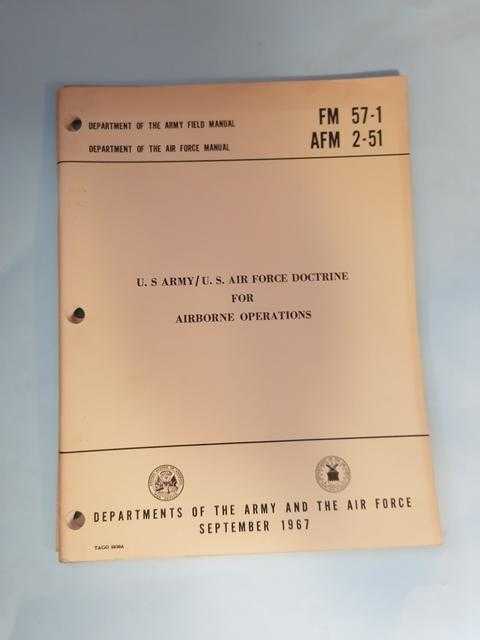 DEPARTMENT OF THE ARMY FIELD MANUAL
DEPARTMENT OF THE AIR FORCE MANUAL
FM 57-1
AFM 2-51
U. S ARMY/U. S. AIR FORCE DOCTRINE
FOR
AIRBORNE OPERATIONS
DEPARTMENTS OF THE ARMY AND THE AIR FORCE
SEPTEMBER 1967
TAGO